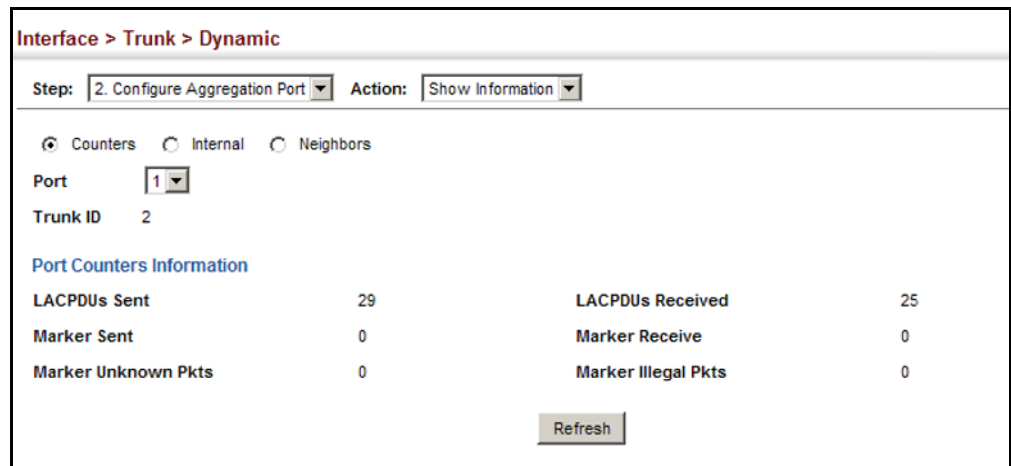 Interface > Trunk > Dynamic
Step: 2. Configure Aggregation Port Action: Show Information
Counters Internal Neighbors
Port 1
Trunk ID 2
Port Counters Information
LACPDUs Sent 29 LACPDUs Received 25
Marker Sent 0 Marker Receive 0
Marker Unknown Pkts 0 Marker Illegal Pkts 0
Refresh